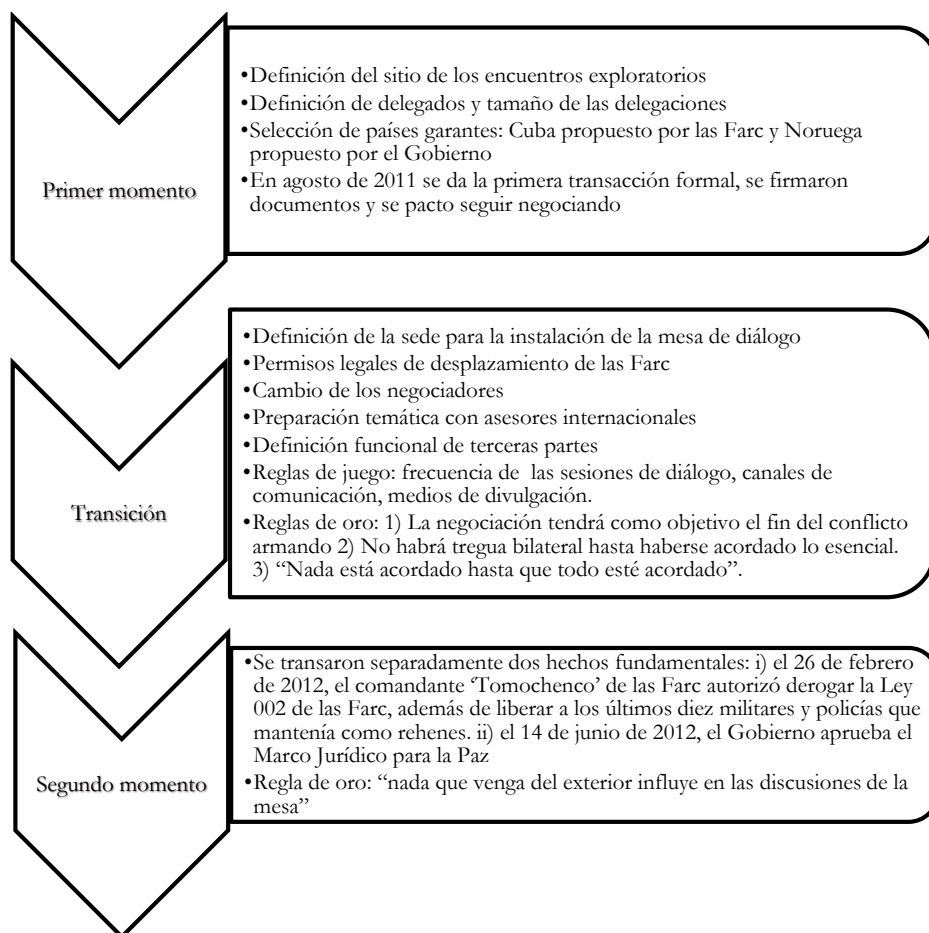 Primer momento
•Definición del sitio de los encuentros exploratorios
•Definición de delegados y tamaño de las delegaciones
•Selección de países garantes: Cuba propuesto por las Farc y Noruega
propuesto por el Gobierno
•En agosto de 2011 se da la primera transacción formal, se firmaron
documentos y se pacto seguir negociando
Transición
•Definición de la sede para la instalación de la mesa de diálogo
•Permisos legales de desplazamiento de las Farc
•Cambio de los negociadores
•Preparación temática con asesores internacionales
•Definición funcional de terceras partes
•Reglas de juego: frecuencia de  las sesiones de diálogo, canales de
comunicación, medios de divulgación.
•Reglas de oro: 1) La negociación tendrá como objetivo el fin del conflicto
armando 2) No habrá tregua bilateral hasta haberse acordado lo esencial.
3) “Nada está acordado hasta que todo esté acordado”.
Segundo momento
•Se transaron separadamente dos hechos fundamentales: i) el 26 de febrero
de 2012, el comandante ‘Tomochenco’ de las Farc autorizó derogar la Ley
002 de las Farc, además de liberar a los últimos diez militares y policías que
mantenía como rehenes. ii) el 14 de junio de 2012, el Gobierno aprueba el
Marco Jurídico para la Paz
•Regla de oro: “nada que venga del exterior influye en las discusiones de la
mesa”